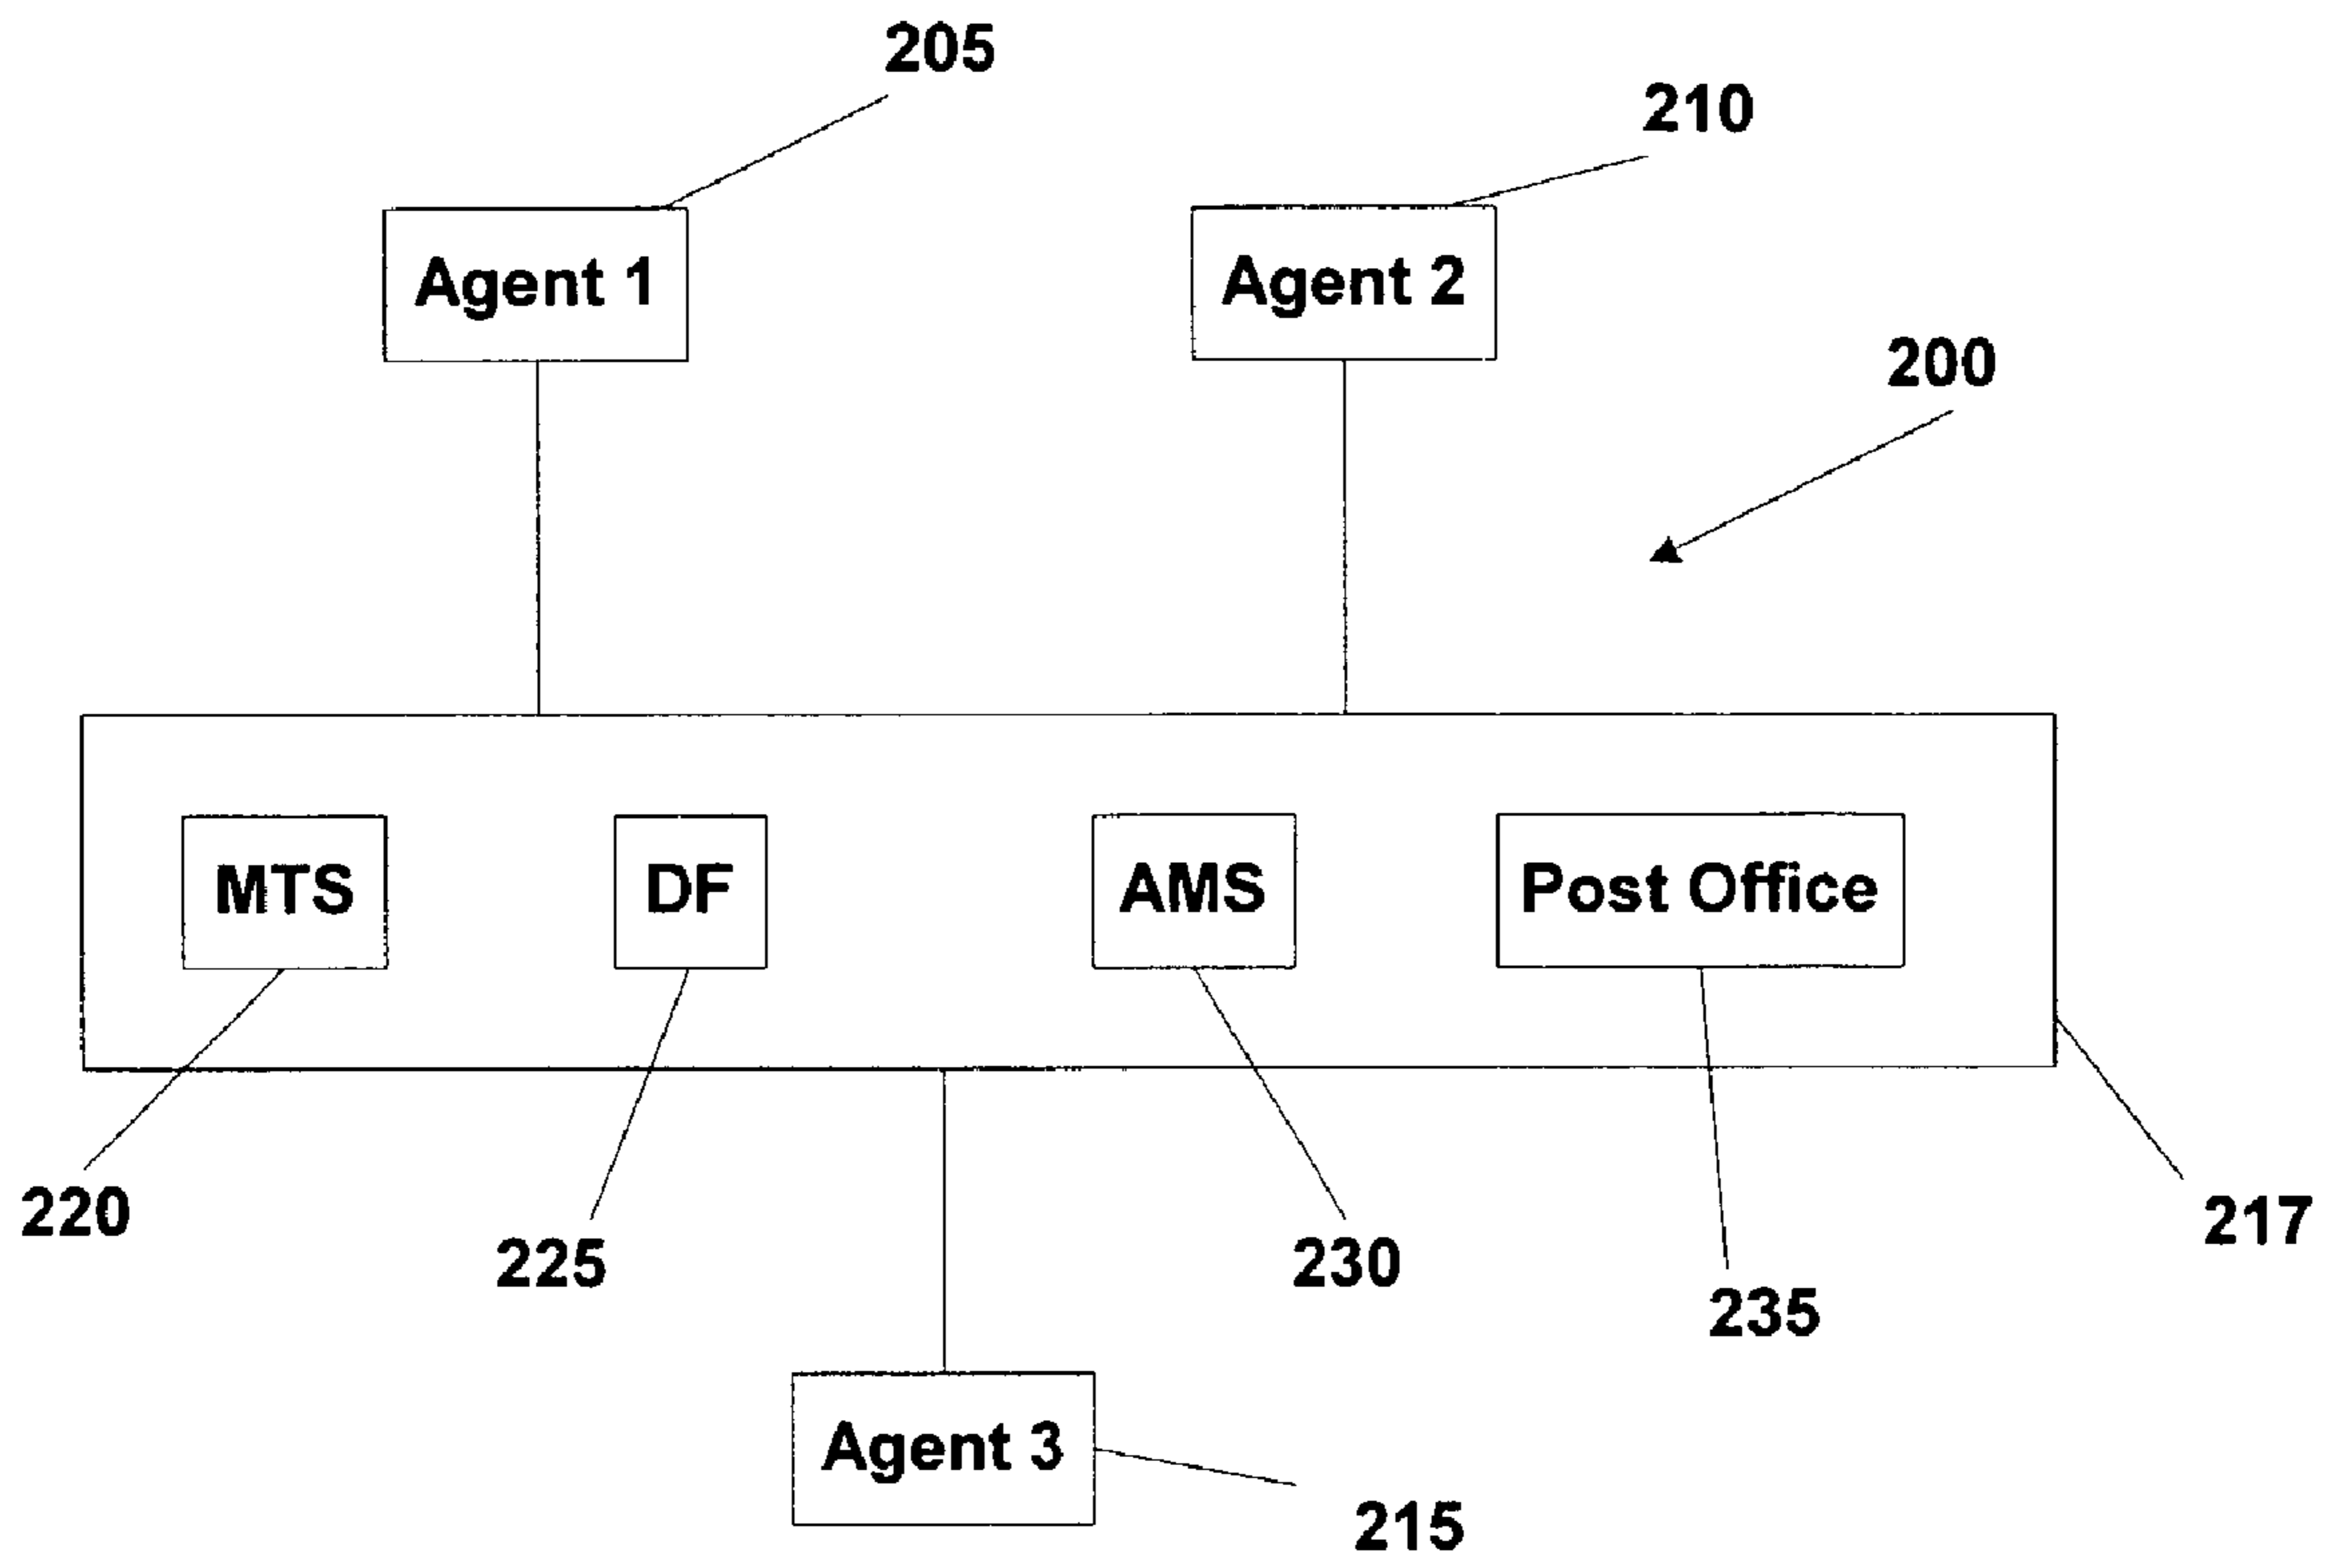 205
210
Agent 1
Agent 2
200
MTS
DF
AMS
Post Office
220
217
225
230
235
Agent 3
215